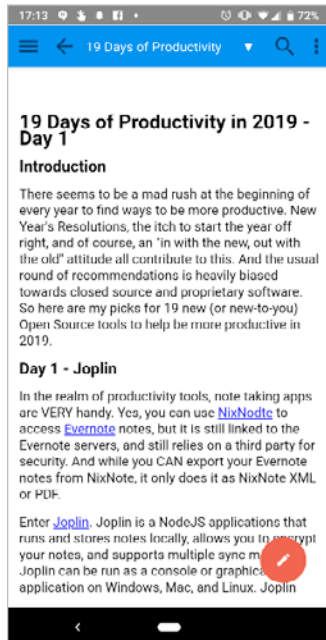 17:13
72%
19 Days of Productivity
19 Days of Productivity in 2019 -
Day 1
Introduction
There seems to be a mad rush at the beginning of
every year to find ways to be more productive. New
Year's Resolutions, the itch to start the year off
right, and of course, an "in with the new, out with
the old" attitude all contribute to this. And the usual
round of recommendations is heavily biased
towards closed source and proprietary software.
So here are my picks for 19 new (or new-to-you)
Open Source tools to help be more productive in
2019.
Day 1 - Joplin
In the realm of productivity tools, note taking apps
are VERY handy. Yes, you can use NixNodte to
access Evernote notes, but it is still linked to the
Evernote servers, and still relies on a third party for
security. And while you CAN export your Evernote
notes from NixNote, it only does it as NixNote XML
or PDF.
Enter Joplin. Joplin is a NodeJS applications that
runs and stores notes locally, allows you to encrypt
your notes, and supports multiple sync m
Joplin can be run as a console or graphica
application on Windows, Mac, and Linux. Joplin